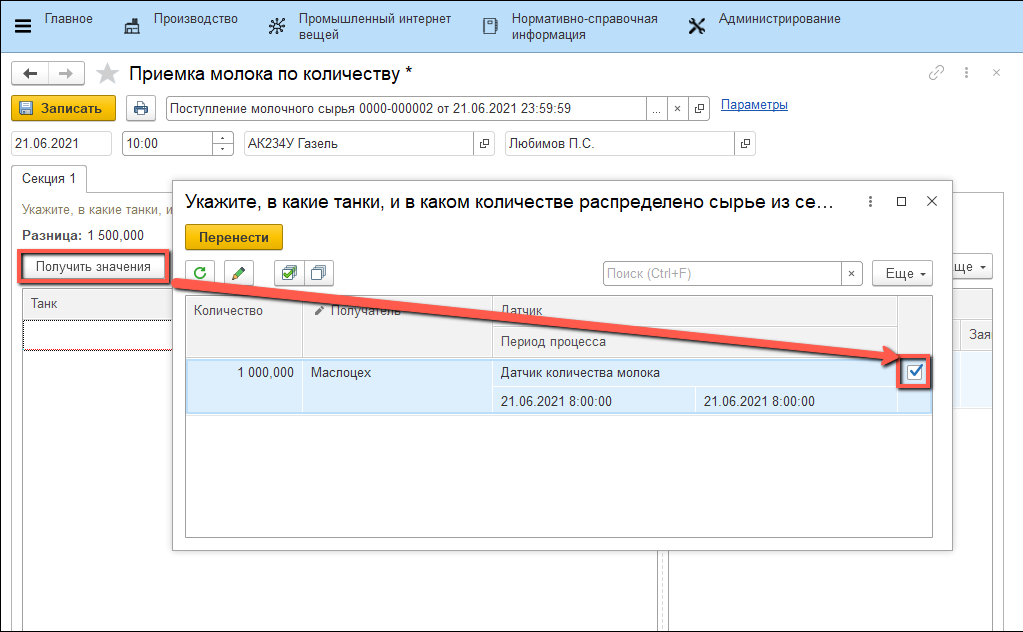 Главное
Производство
Промышленный интернет
вещей
Нормативно-справочная
информация
Администрирование
Приемка молока по количеству *
Записать
Поступление молочного сырья 0000-000002 от 21.06.2021 23:59:59
...
Параметры
21.06.2021
10:00
АК234У Газель
Любимов П.С.
Секция 1
Укажите, в какие танки, и
Разница: 1 500,000
Получить значения
ще
Танк
Зая
Укажите, в какие танки, и в каком количестве распределено сырье из се...
Перенести
Поиск (Ctrl+F)
Еще
Количество
Получатель
Датчик
Период процесса
1 000,000
Маслоцех
Датчик количества молока
21.06.2021 8:00:00
21.06.2021 8:00:00